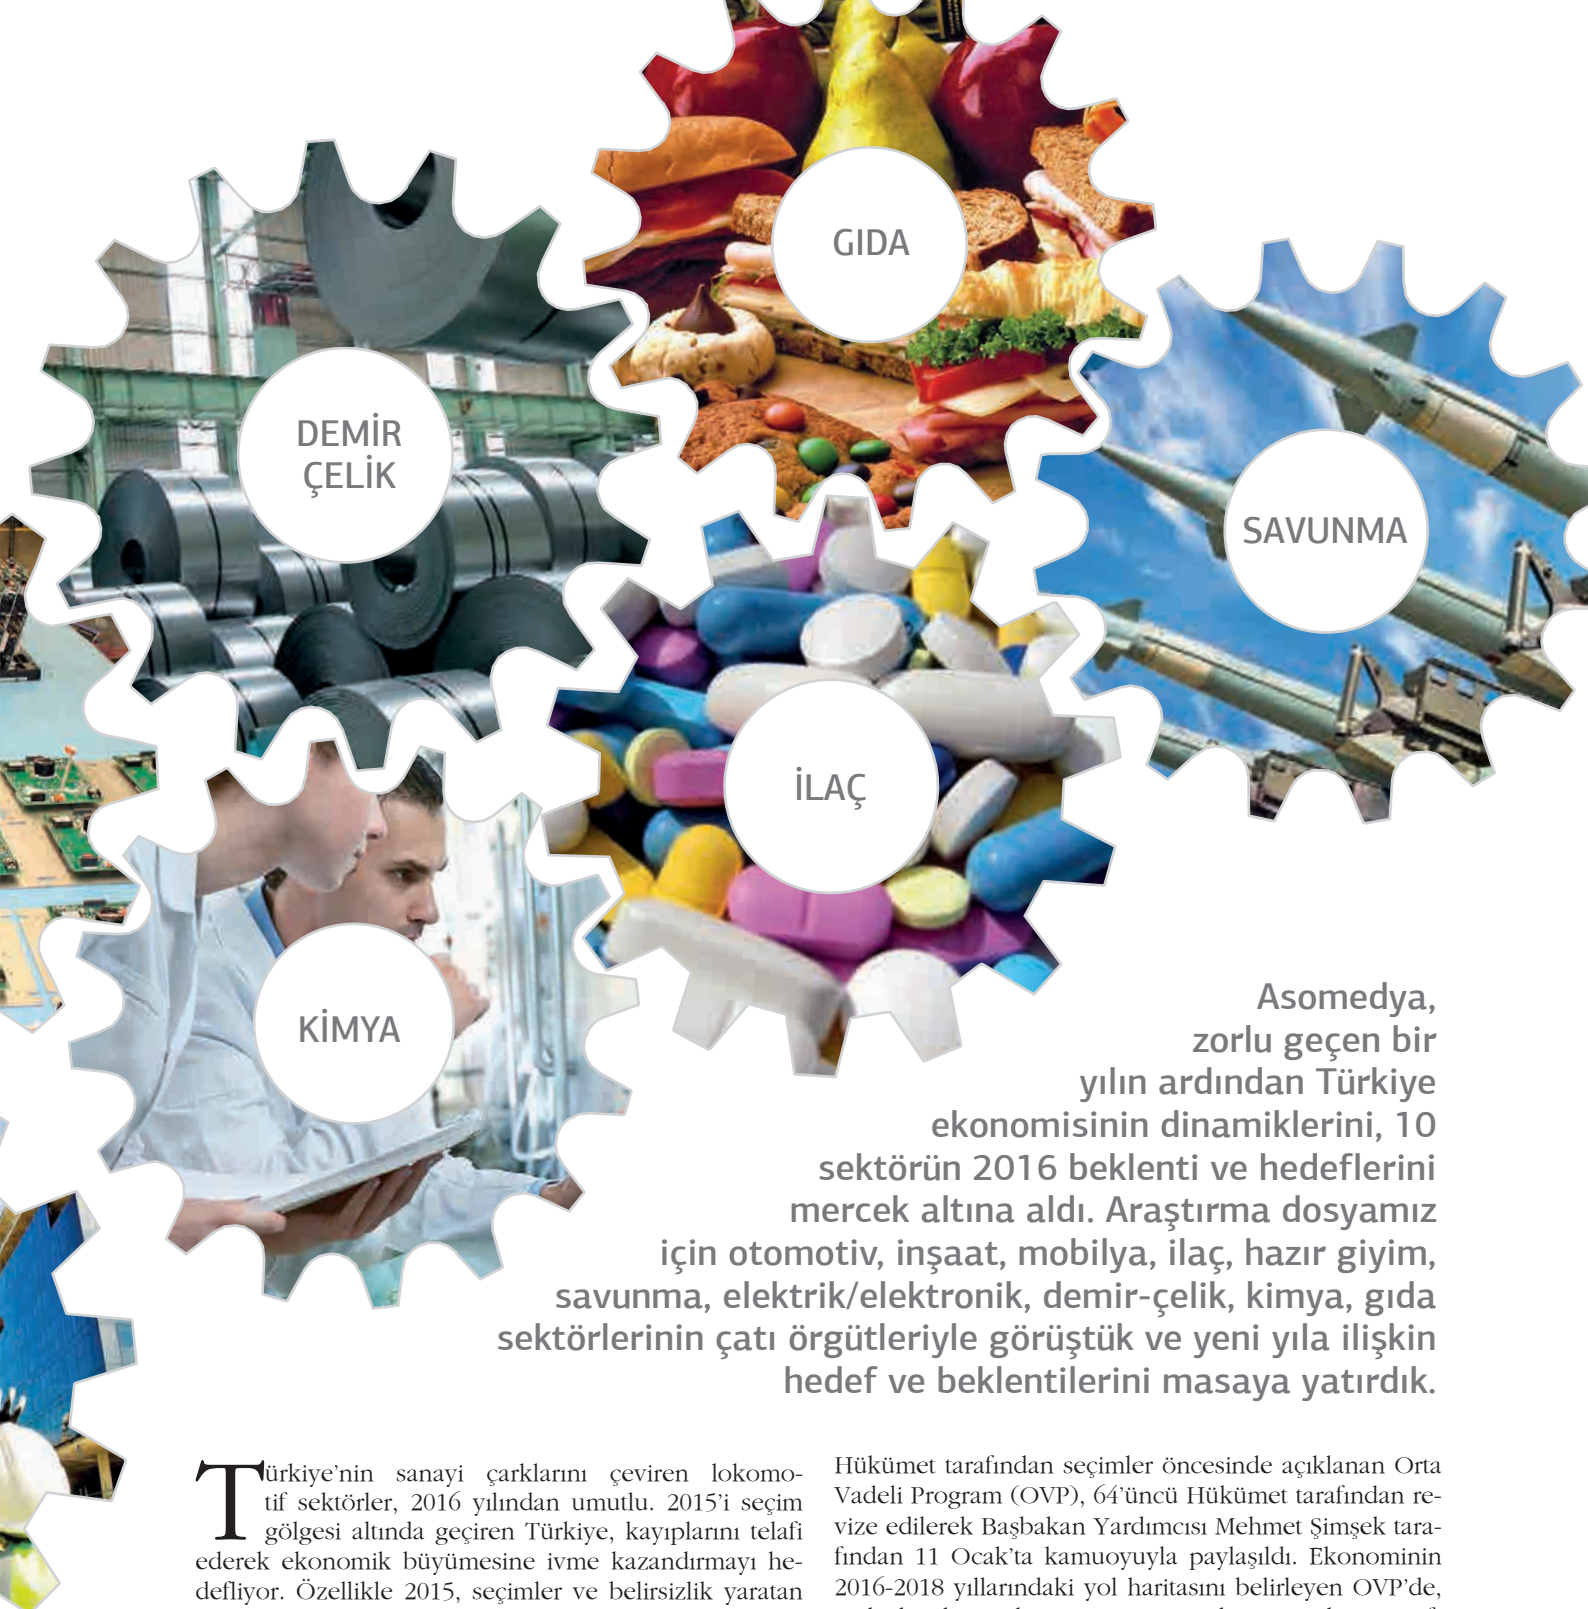 GIDA
DEMİR
ÇELİK
SAVUNMA
İLAÇ
KİMYA
Asomedya,
zorlu geçen bir
yılın ardından Türkiye
ekonomisinin dinamiklerini, 10
sektörün 2016 beklenti ve hedeflerini
mercek altına aldı. Araştırma dosyamız
için otomotiv, inşaat, mobilya, ilaç, hazır giyim,
savunma, elektrik/elektronik, demir-çelik, kimya, gıda
sektörlerinin çatı örgütleriyle görüştük ve yeni yıla ilişkin
hedef ve beklentilerini masaya yatırdık.
Türkiye’nin sanayi çarklarını çeviren lokomo-
tif sektörler, 2016 yılından umutlu. 2015’i seçim
gölgesi altında geçiren Türkiye, kayıplarını telafi
ederek ekonomik büyümesine ivme kazandırmayı he-
defliyor. Özellikle 2015, seçimler ve belirsizlik yaratan
Hükümet tarafından seçimler öncesinde açıklanan Orta
Vadeli Program (OVP), 64’üncü Hükümet tarafından re-
vize edilerek Başbakan Yardımcısı Mehmet Şimşek tara-
fından 11 Ocak’ta kamuoyuyla paylaşıldı. Ekonominin
2016-2018 yıllarındaki yol haritasını belirleyen OVP’de,